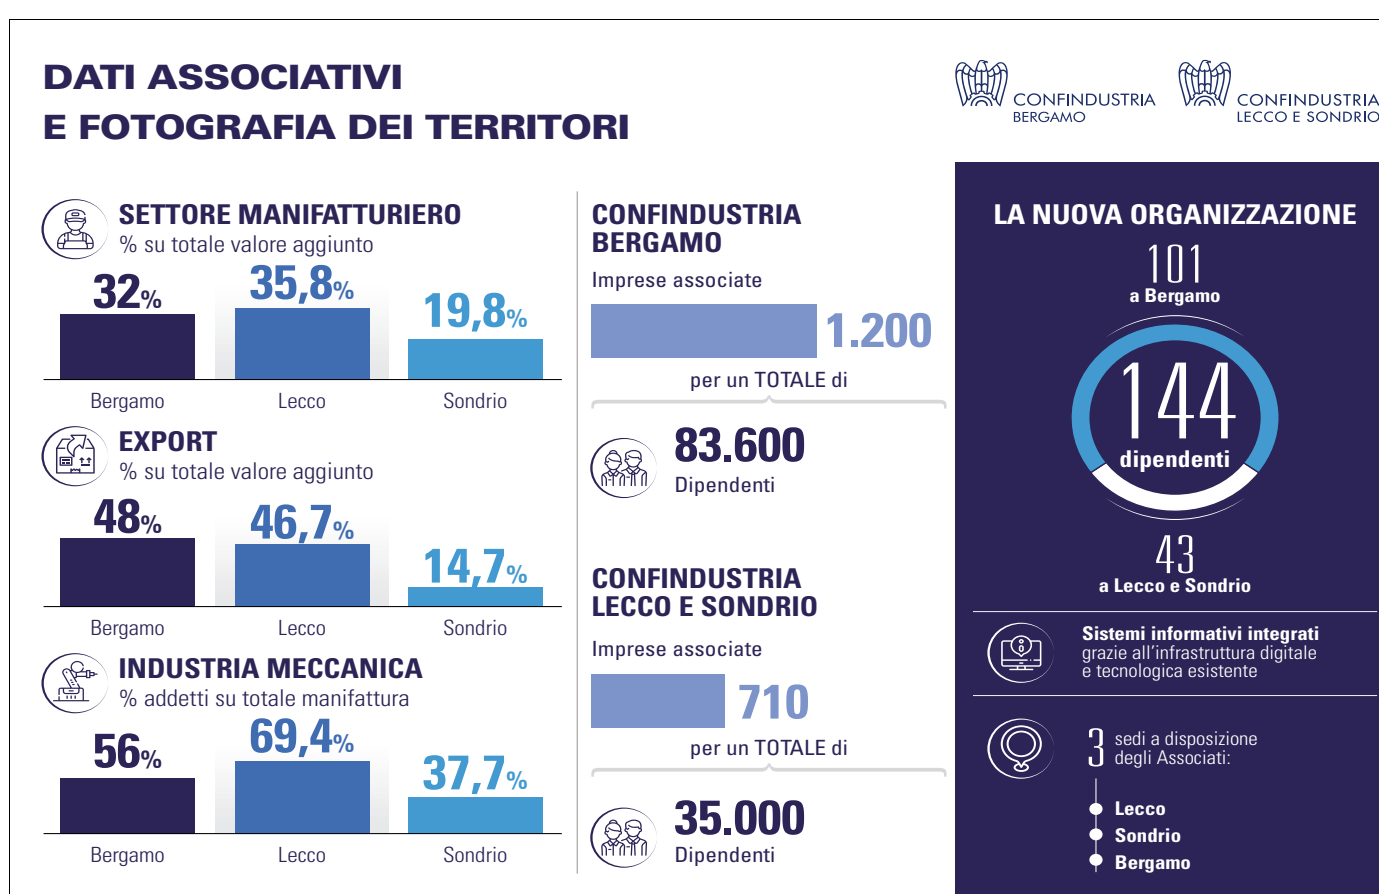 DATI ASSOCIATIVI
E FOTOGRAFIA DEI TERRITORI
CONFINDUSTRIA
BERGAMO
CONFINDUSTRIA
LECCO E SONDRIO
SETTORE MANIFATTURIERO
% su totale valore aggiunto
32%
35,8%
19,8%
Bergamo
Lecco
Sondrio
EXPORT
% su totale valore aggiunto
48%
46,7%
14,7%
Bergamo
Lecco
Sondrio
INDUSTRIA MECCANICA
% addetti su totale manifattura
56%
69,4%
37,7%
Bergamo
Lecco
Sondrio
CONFINDUSTRIA
BERGAMO
Imprese associate
1.200
per un TOTALE di
83.600
Dipendenti
CONFINDUSTRIA
LECCO E SONDRIO
Imprese associate
710
per un TOTALE di
35.000
Dipendenti
LA NUOVA ORGANIZZAZIONE
101
a Bergamo
144
dipendenti
43
a Lecco e Sondrio
Sistemi informativi integrati
grazie all'infrastruttura digitale
e tecnologica esistente
3 sedi a disposizione
degli Associati:
Lecco
Sondrio
Bergamo